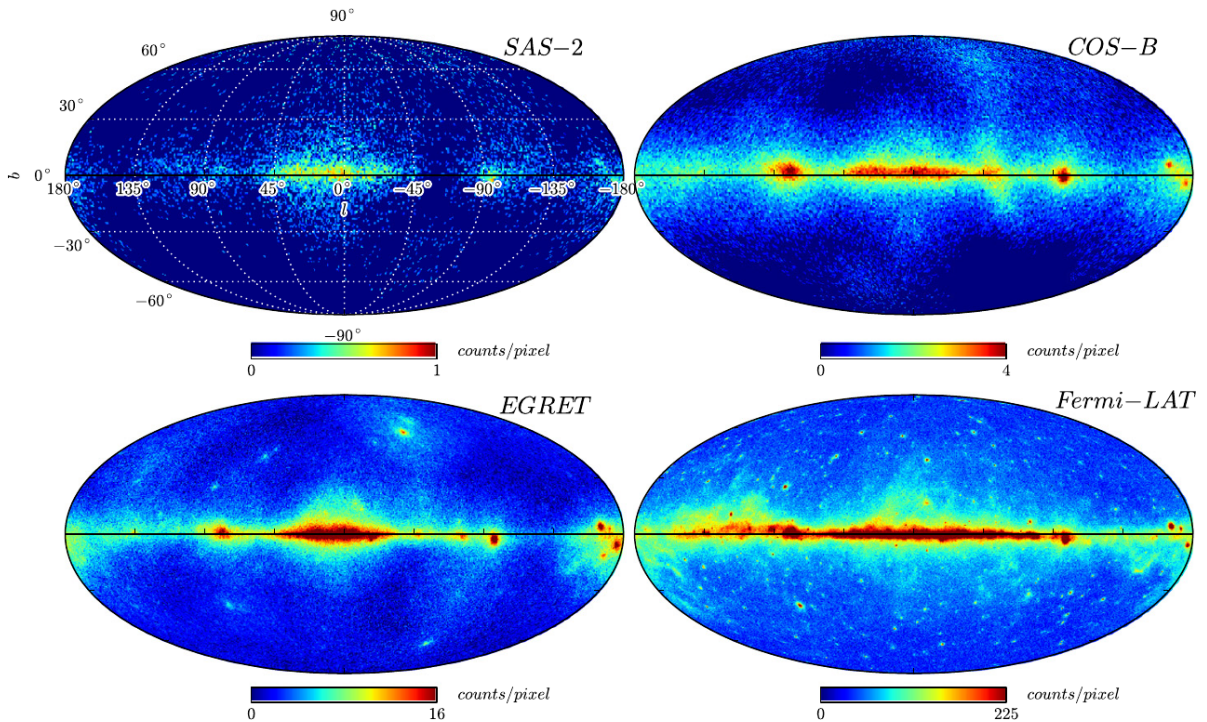 90°
SAS−2
COS−B
60°
30°
b
0°
180° 135° 90° 45° 0° −45° −90° −135° −180°
l
−30°
−60°
−90°
counts/pixel
0 1
counts/pixel
0 4
EGRET
Fermi−LAT
counts/pixel
0 16
counts/pixel
0 225